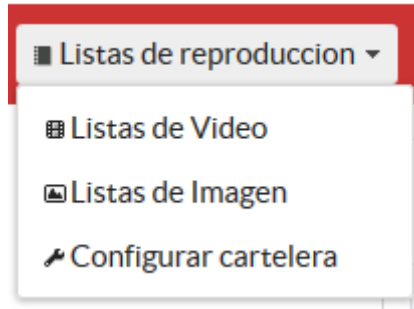 Listas de reproduccion
Listas de Video
Listas de Imagen
Configurar cartelera